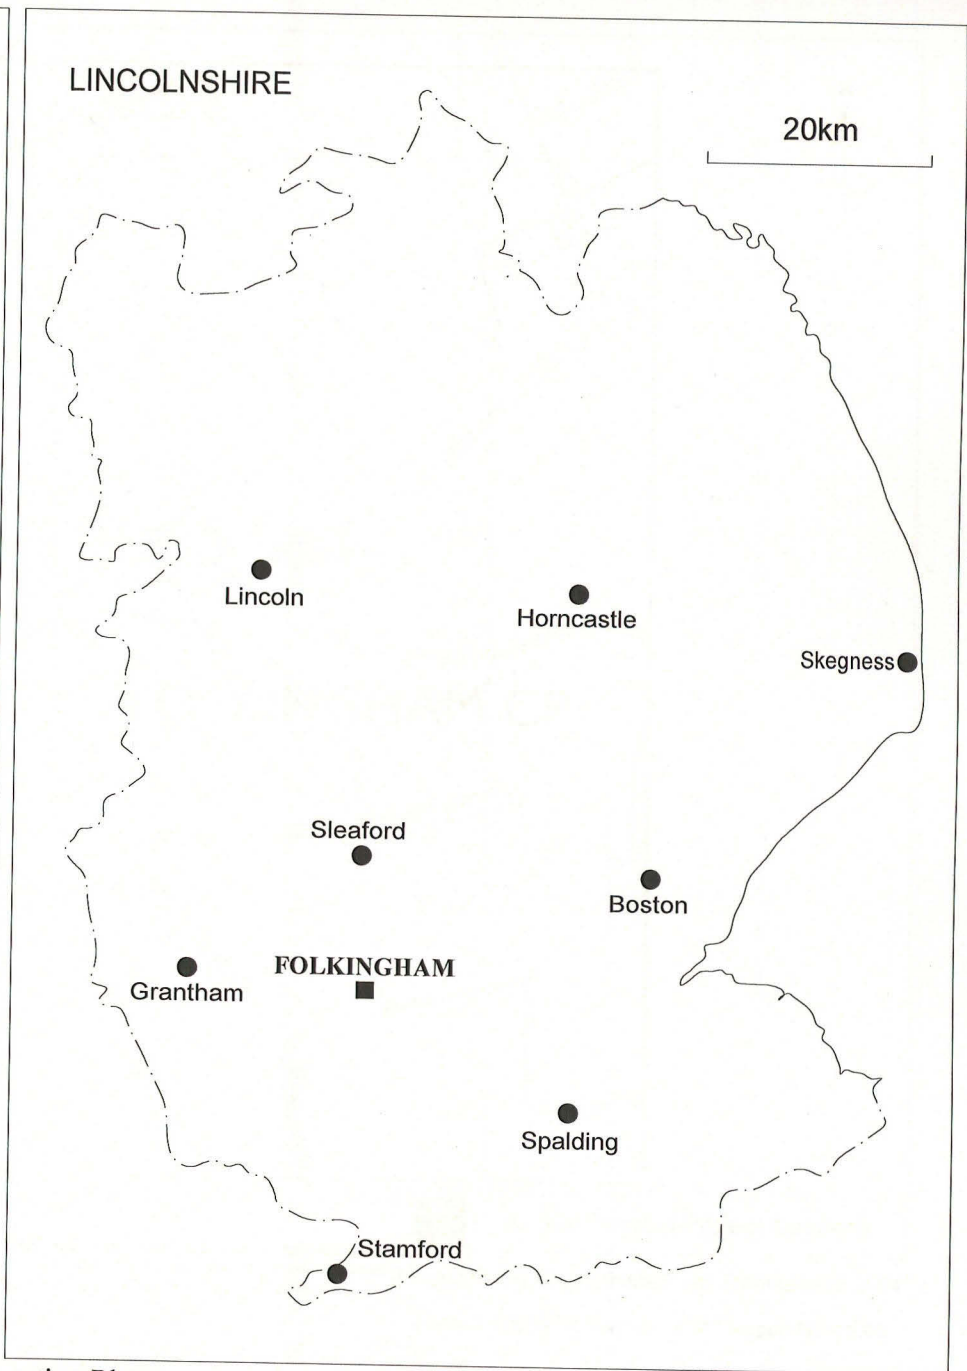 LINCOLNSHIRE
20km
Lincoln
Horncastle
Skegness
Sleaford
Boston
FOLKINGHAM
Grantham
Spalding
Stamford